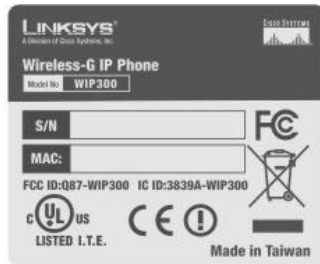 LINKSYS®
A Division of Cisco Systems, Inc.
CISCO SYSTEMS
Wireless-G IP Phone
Model No WIP300
S/N
FC
MAC:
FCC ID:Q87-WIP300 IC ID:3839A-WIP300
C UL US
CE
LISTED I.T.E.
Made in Taiwan